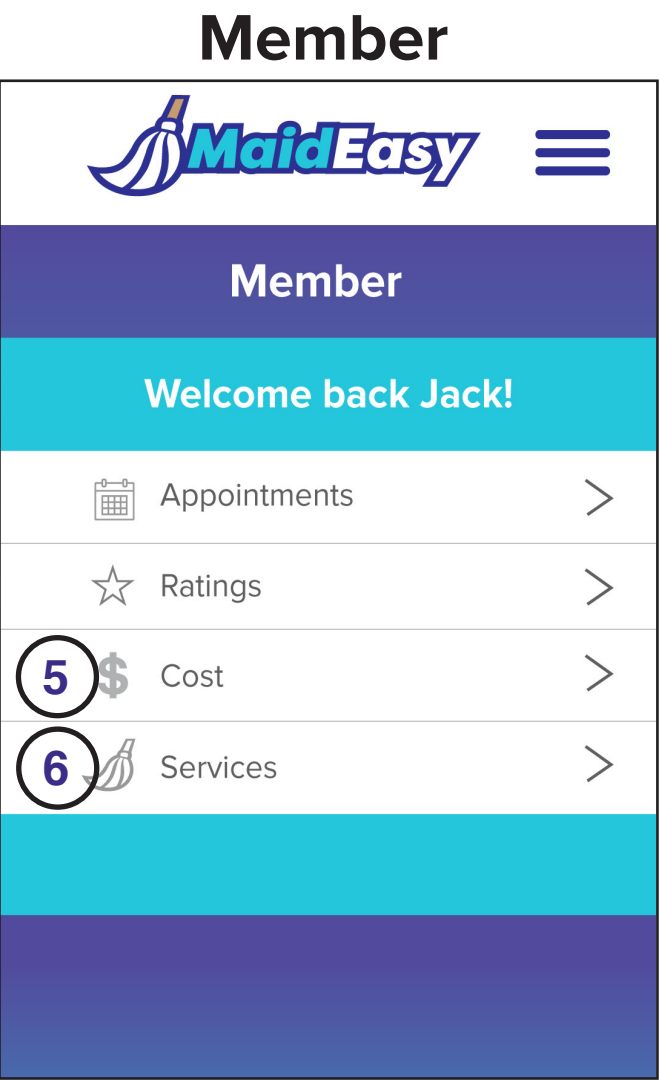 Member
MaidEasy
Member
Welcome back Jack!
Appointments
Ratings
5 $ Cost
6 Services